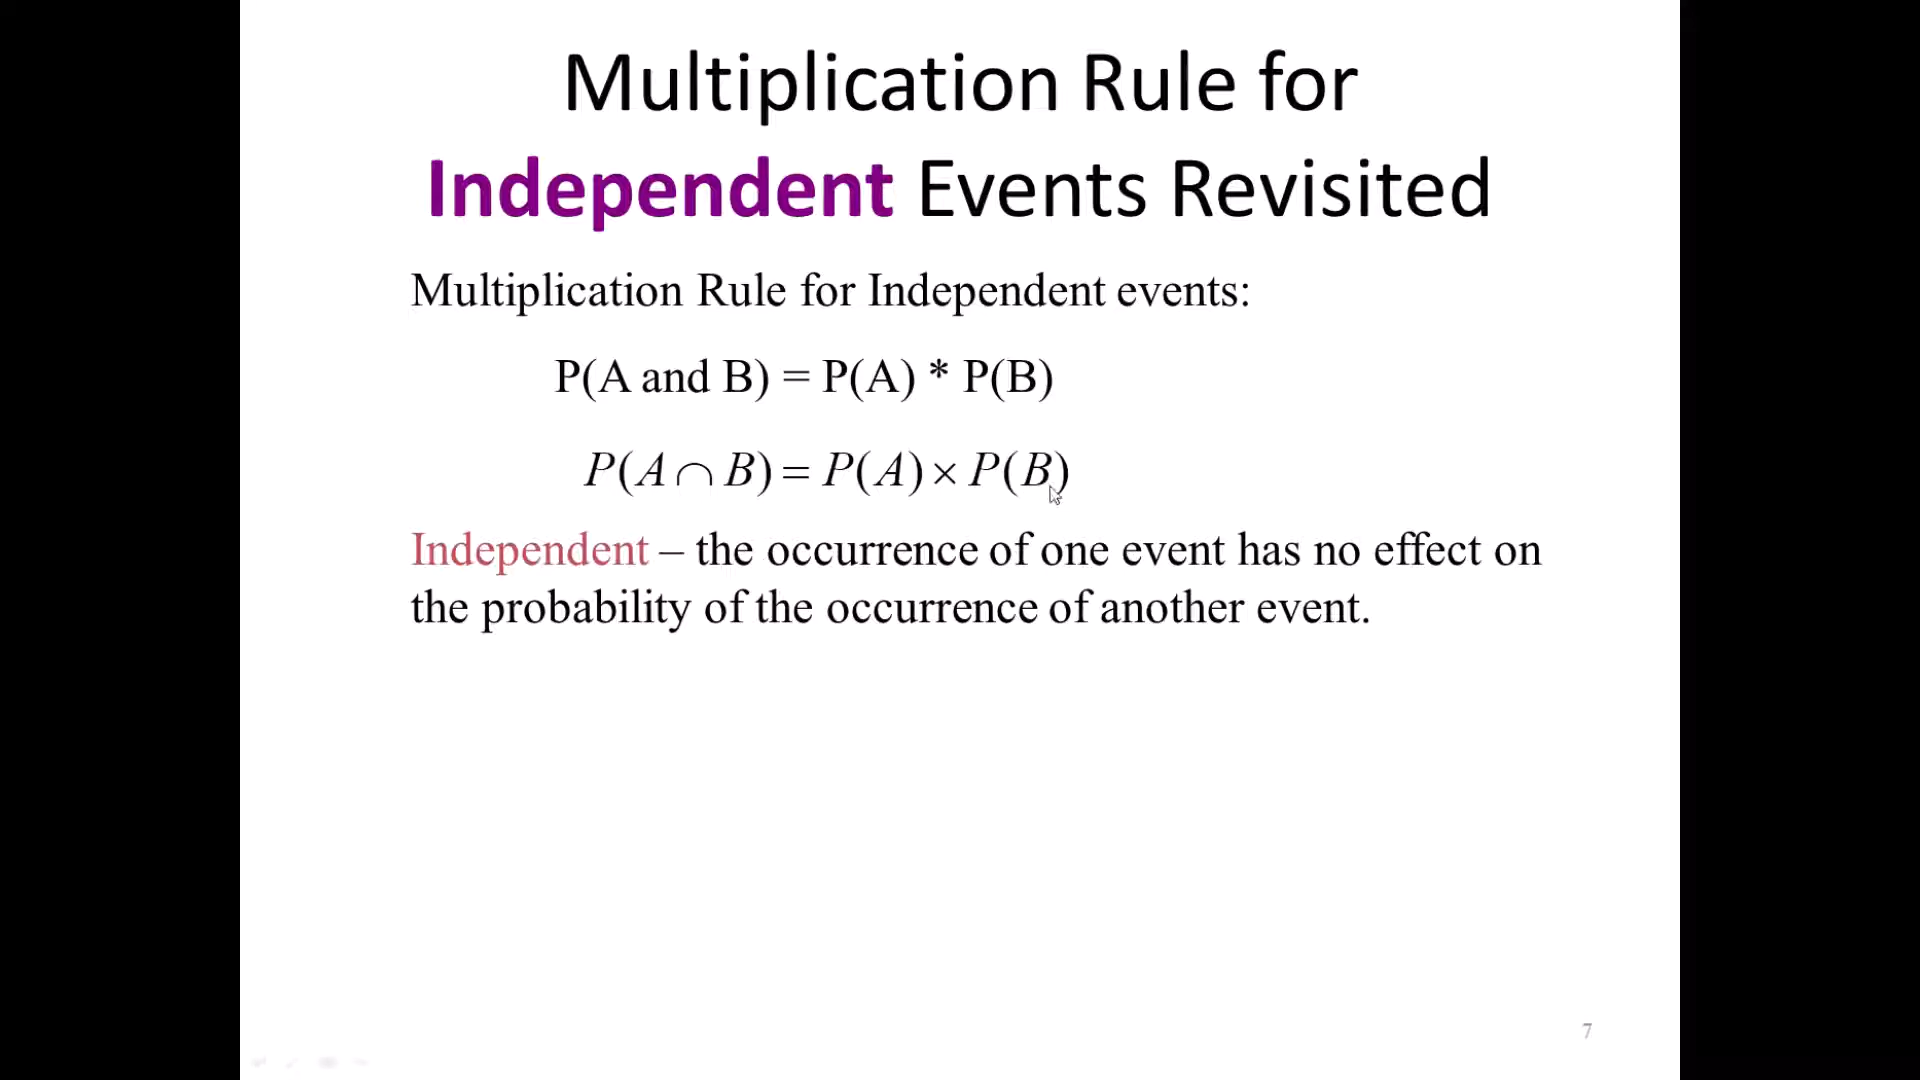 Multiplication Rule for
Independent Events Revisited
Multiplication Rule for Independent events:
P(A and B) = P(A) * P(B)
P(A ∩ B) = P(A) × P(B)
Independent – the occurrence of one event has no effect on
the probability of the occurrence of another event.
7